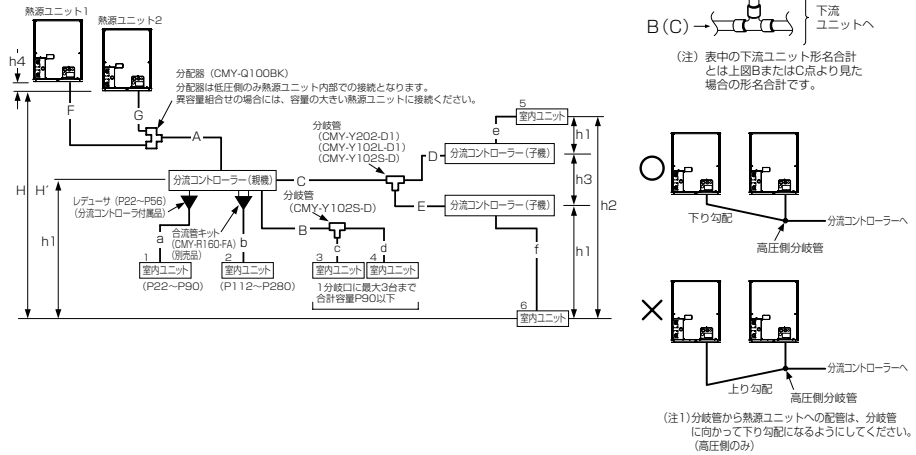 熱源ユニット1
熱源ユニット2
h4
分配器（CMY-Q100BK）
分配器は低圧側のみ熱源ユニット内部での接続となります。
異容量組合せの場合には、容量の大きい熱源ユニットに接続ください。
F
G
A
H
H´
h1
分流コントローラー（親機）
レデューサ（P22～P56）
（分流コントローラ付属品）
合流管キット
（CMY-R160-FA）
（別売品）
a
b
1
室内ユニット
（P22～P90）
2
室内ユニット
（P112～P280）
C
分岐管
（CMY-Y102S-D）
B
c
d
3
室内ユニット
4
室内ユニット
1分岐口に最大3台まで
合計容量P90以下
分岐管
（CMY-Y202-D1）
（CMY-Y102L-D1）
（CMY-Y102S-D）
D
E
5
室内ユニット
e
分流コントローラー（子機）
分流コントローラー（子機）
f
6
室内ユニット
h1
h3
h2
h1
B（C）
下流
ユニットへ
（注）表中の下流ユニット形名合計
とは上図BまたはC点より見た
場合の形名合計です。
下り勾配
分流コントローラーへ
高圧側分岐管
上り勾配
分流コントローラーへ
高圧側分岐管
（注1）分岐管から熱源ユニットへの配管は、分岐管
に向かって下り勾配になるようにしてください。
（高圧側のみ）